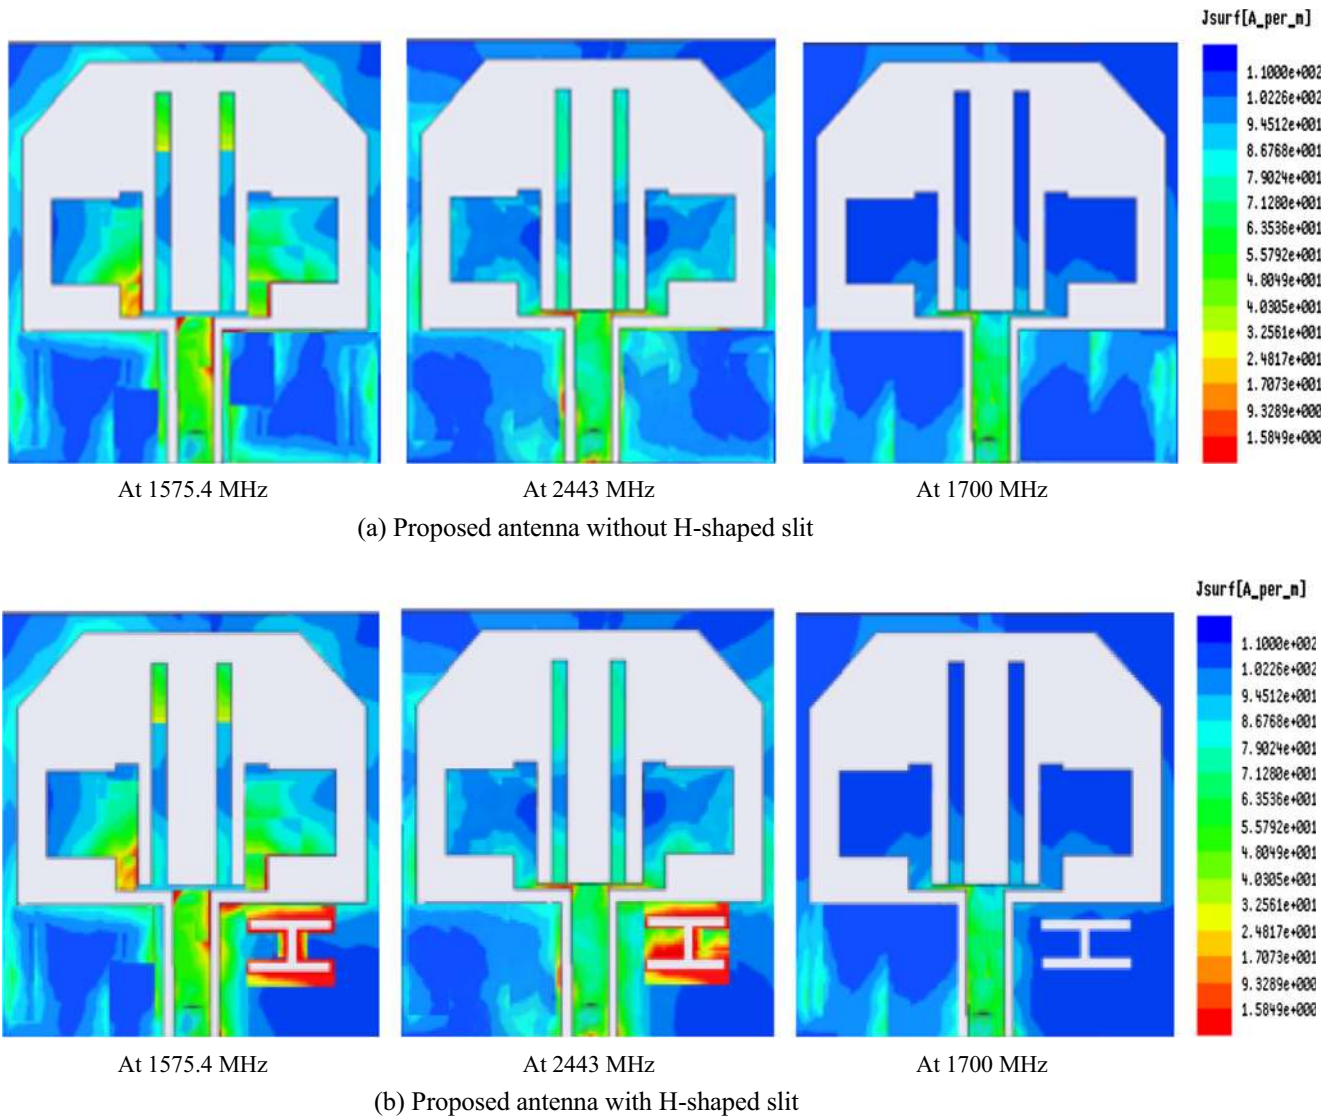 Jsurf[A_per_m]
1.1000e+002
1.0226e+002
9.4512e+001
8.6768e+001
7.9024e+001
7.1280e+001
6.3536e+001
5.5792e+001
4.8049e+001
4.0305e+001
3.2561e+001
2.4817e+001
1.7073e+001
9.3289e+000
1.5849e+000
At 1575.4 MHz
At 2443 MHz
At 1700 MHz
(a) Proposed antenna without H-shaped slit
Jsurf[A_per_m]
1.1000e+002
1.0226e+002
9.4512e+001
8.6768e+001
7.9024e+001
7.1280e+001
6.3536e+001
5.5792e+001
4.8049e+001
4.0305e+001
3.2561e+001
2.4817e+001
1.7073e+001
9.3289e+000
1.5849e+000
At 1575.4 MHz
At 2443 MHz
At 1700 MHz
(b) Proposed antenna with H-shaped slit